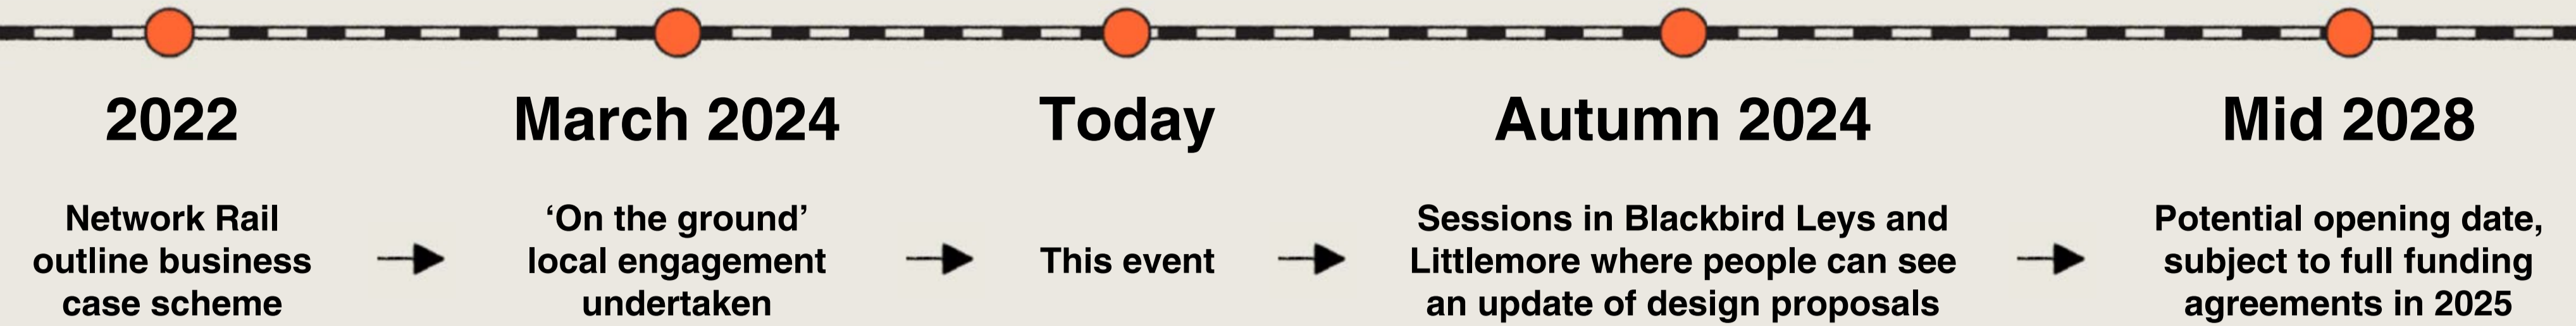 2022
Network Rail
outline business
case scheme
March 2024
‘On the ground’
local engagement
undertaken
Today
This event
Autumn 2024
Sessions in Blackbird Leys and
Littlemore where people can see
an update of design proposals
Mid 2028
Potential opening date,
subject to full funding
agreements in 2025